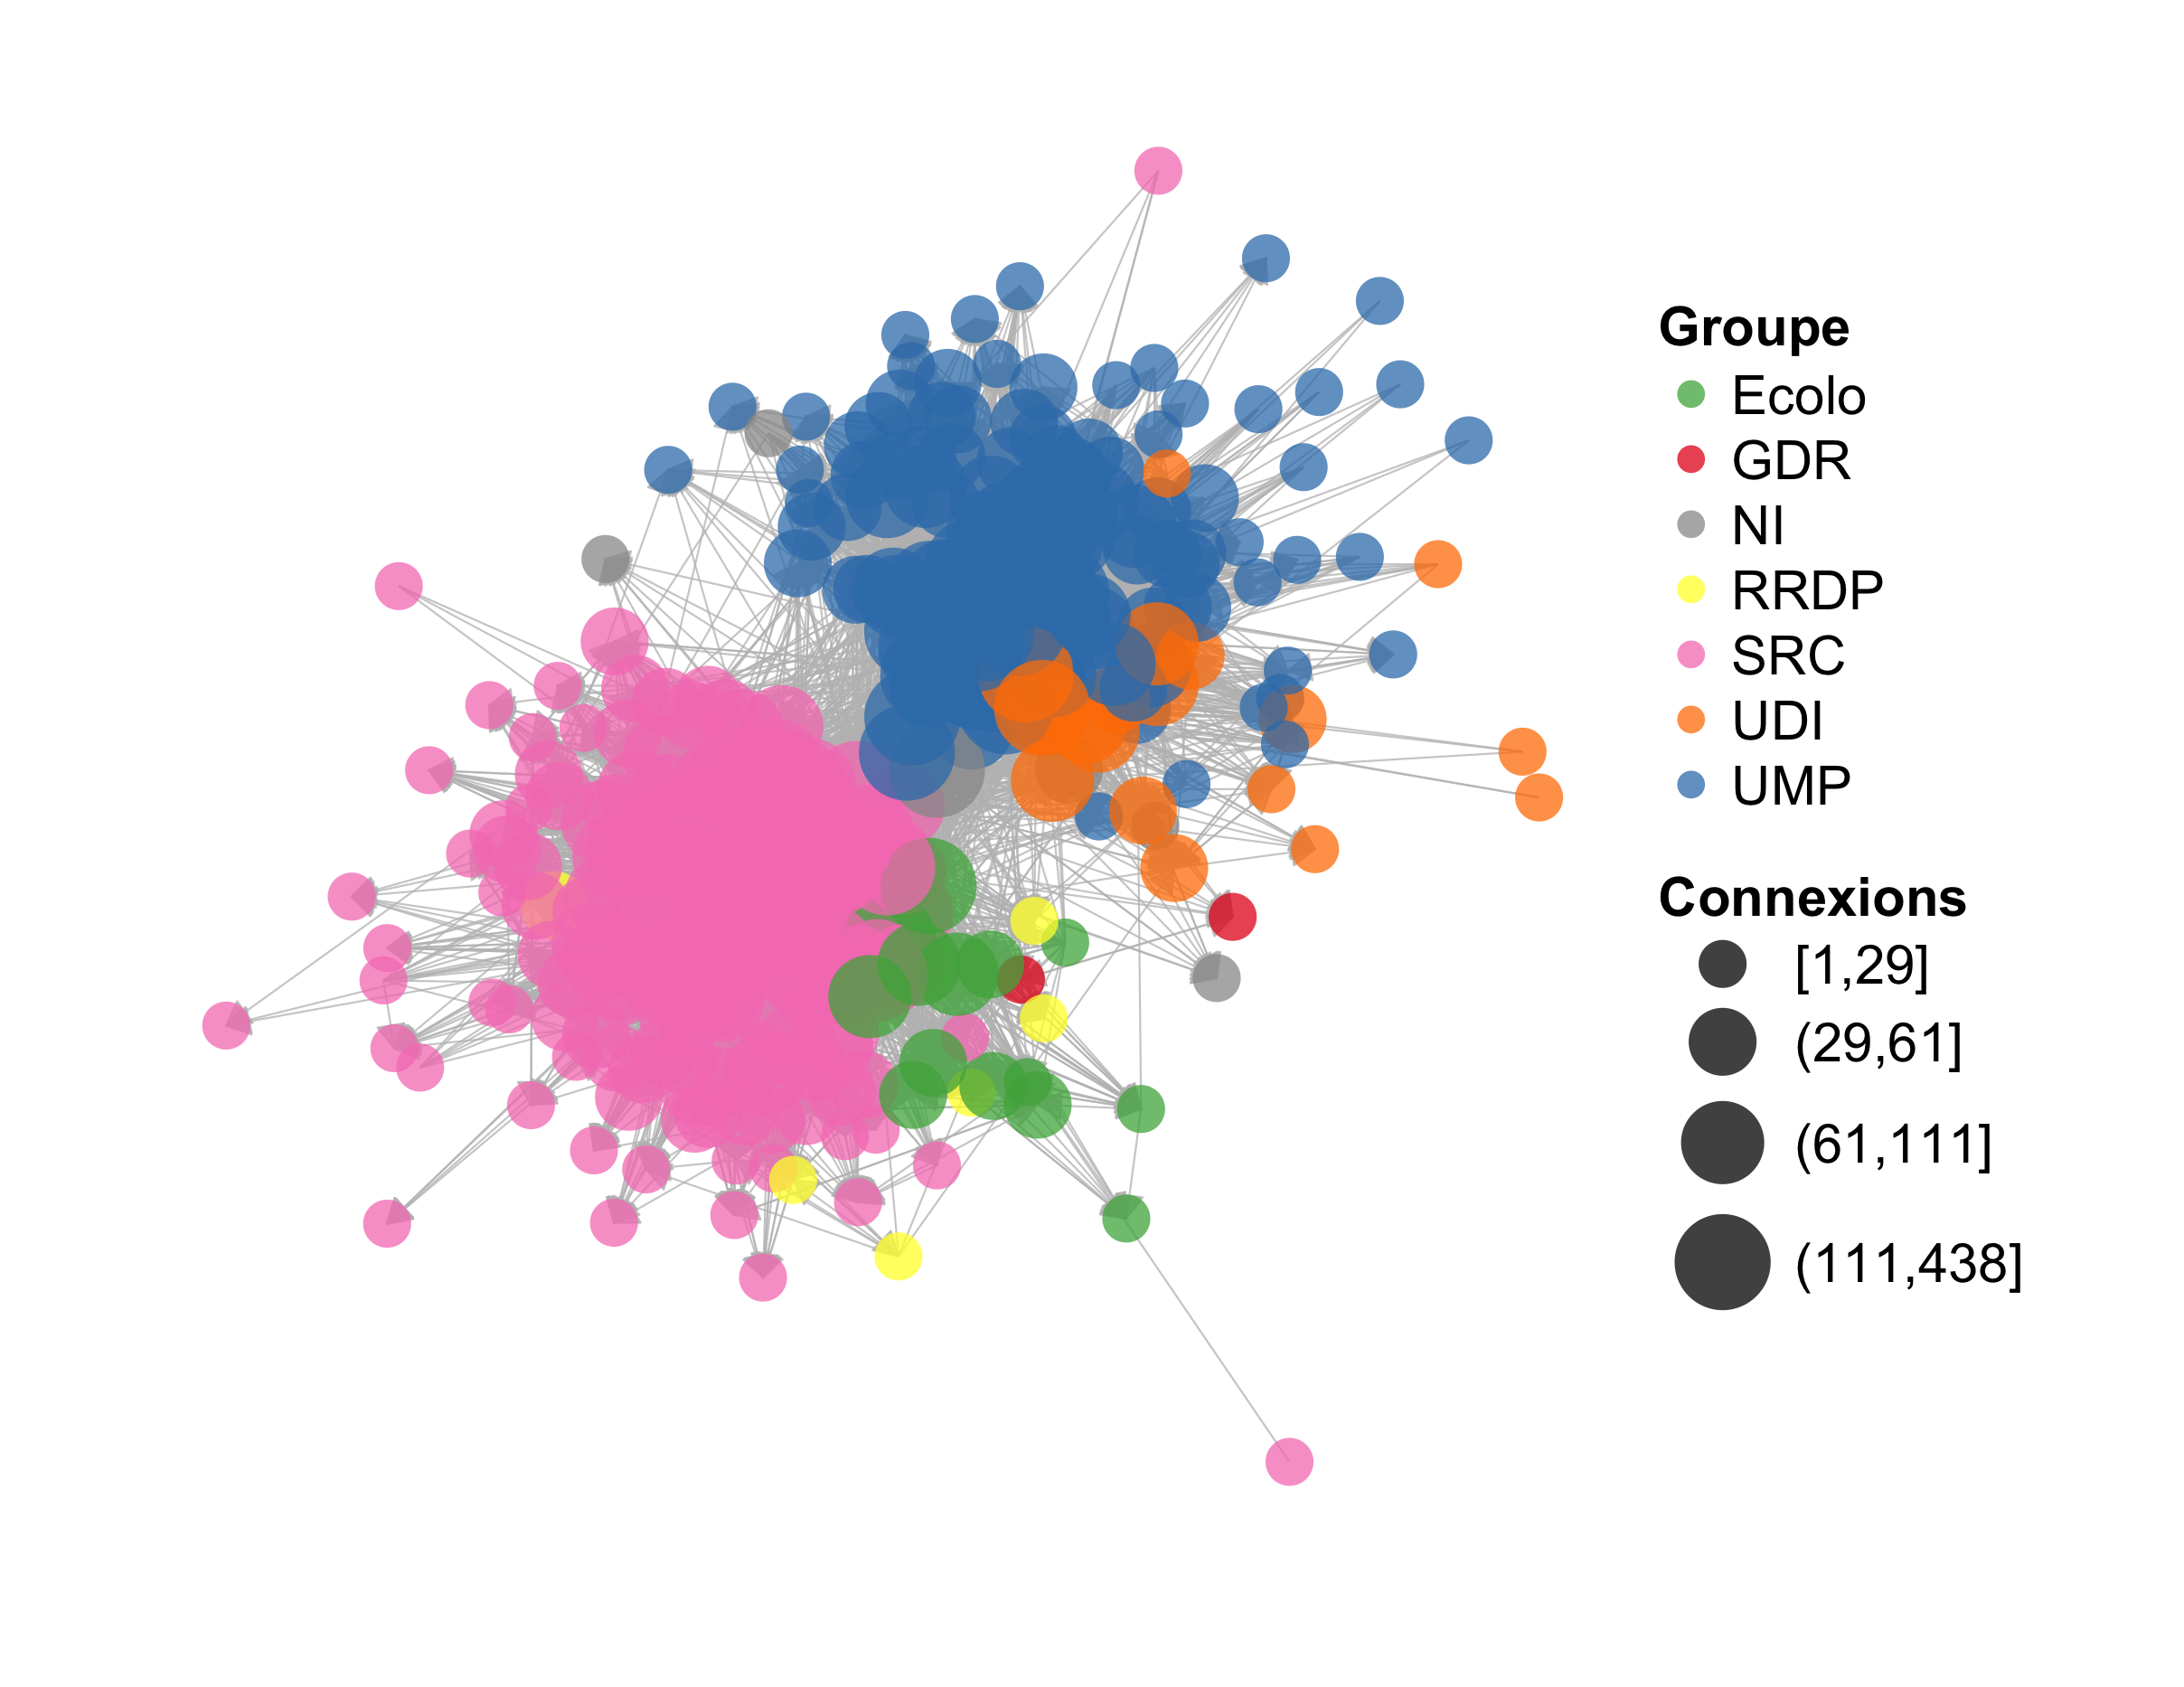 Groupe
Ecolo
GDR
NI
RRDP
SRC
UDI
UMP
Connexions
[1,29]
(29,61]
(61,111]
(111,438]